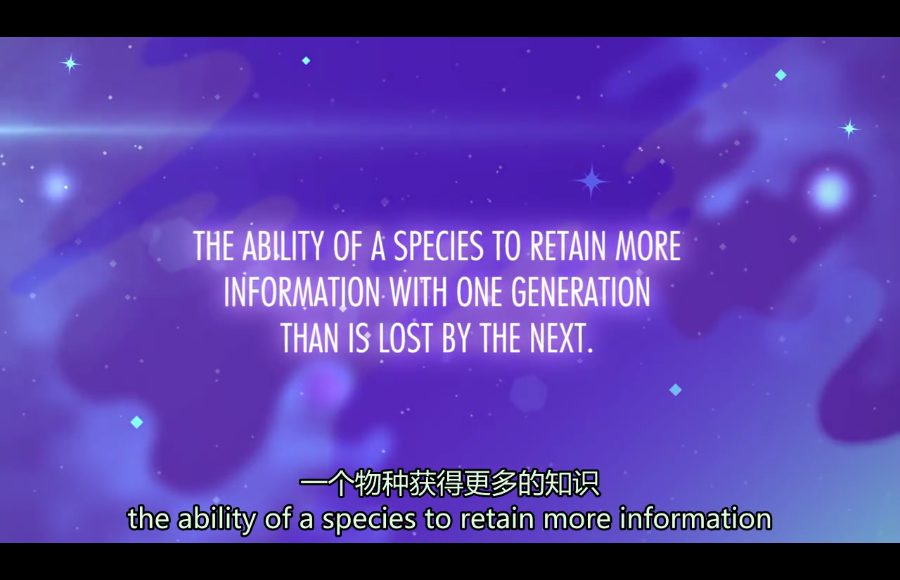 THE ABILITY OF A SPECIES TO RETAIN MORE
INFORMATION WITH ONE GENERATION
THAN IS LOST BY THE NEXT.
一个物种获得更多的知识
the ability of a species to retain more information